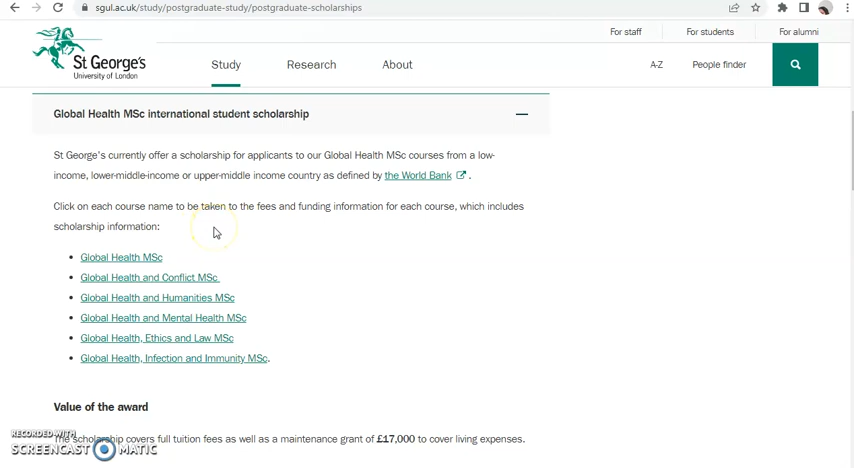 sgul.ac.uk/study/postgraduate-study/postgraduate-scholarships
For staff
For students
For alumni
St George's
University of London
Study
Research
About
A-Z
People finder
Global Health MSc international student scholarship
St George's currently offer a scholarship for applicants to our Global Health MSc courses from a low-
income, lower-middle-income or upper-middle income country as defined by the World Bank .
Click on each course name to be taken to the fees and funding information for each course, which includes
scholarship information:
• Global Health MSc
• Global Health and Conflict MSc
• Global Health and Humanities MSc
• Global Health and Mental Health MSc
• Global Health, Ethics and Law MSc
• Global Health, Infection and Immunity MSc.
Value of the award
The scholarship covers full tuition fees as well as a maintenance grant of £17,000 to cover living expenses.
RECORDED WITH
SCREENCAST MATIC